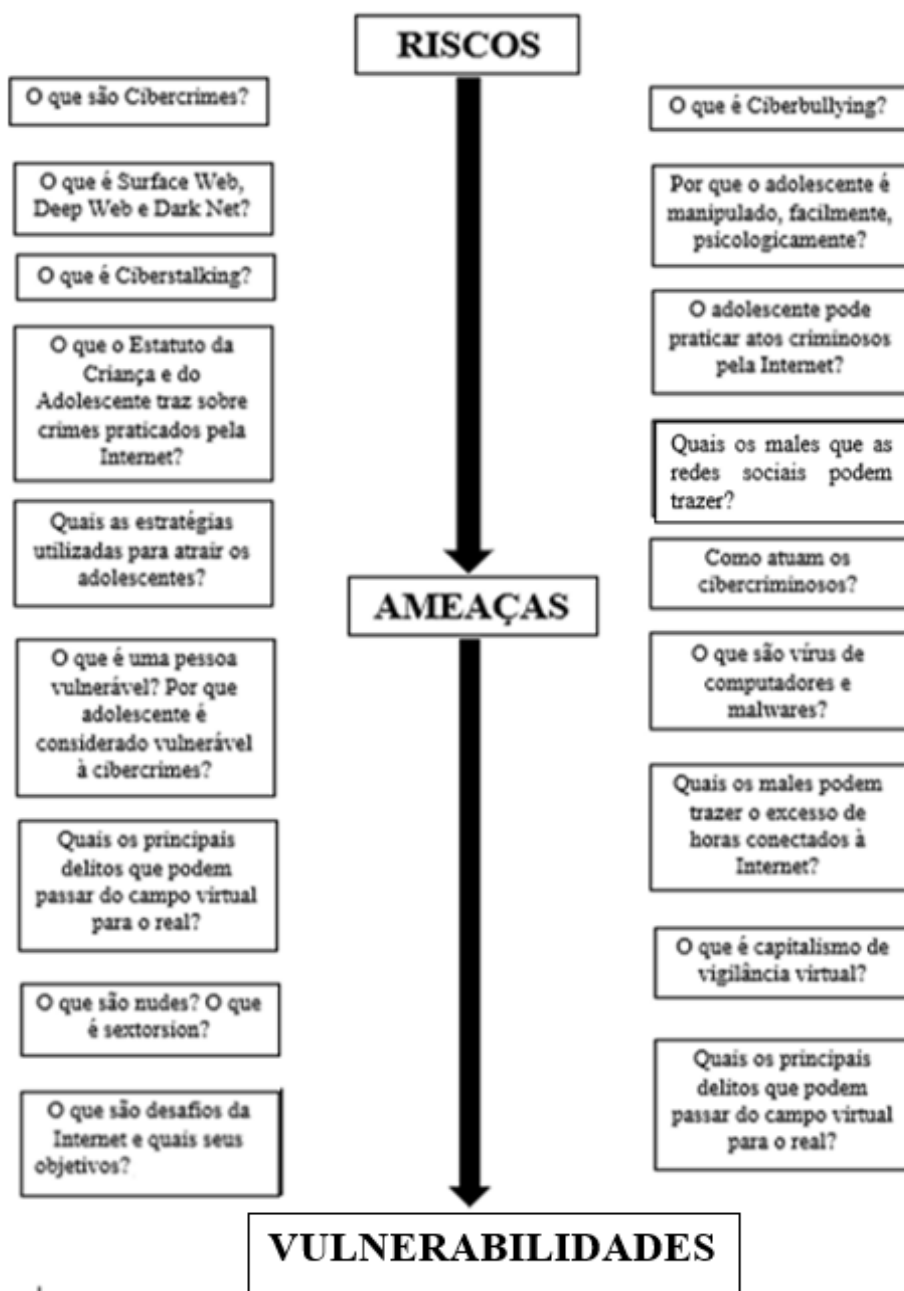 RISCOS
O que são Cibercrimes?
O que é Surface Web,
Deep Web e Dark Net?
O que é Ciberstalking?
O que o Estatuto da
Criança e do
Adolescente traz sobre
crimes praticados pela
Internet?
Quais as estratégias
utilizadas para atrair os
adolescentes?
O que é uma pessoa
vulnerável? Por que
adolescente é
considerado vulnerável
à cibercrimes?
Quais os principais
delitos que podem
passar do campo virtual
para o real?
O que são nudes? O que
é sextorsion?
O que são desafios da
Internet e quais seus
objetivos?
O que é Ciberbullying?
Por que o adolescente é
manipulado, facilmente,
psicologicamente?
O adolescente pode
praticar atos criminosos
pela Internet?
Quais os males que as
redes sociais podem
trazer?
Como atuam os
cibercriminosos?
O que são vírus de
computadores e
malwares?
Quais os males podem
trazer o excesso de
horas conectados à
Internet?
O que é capitalismo de
vigilância virtual?
Quais os principais
delitos que podem
passar do campo virtual
para o real?
AMEAÇAS
VULNERABILIDADES